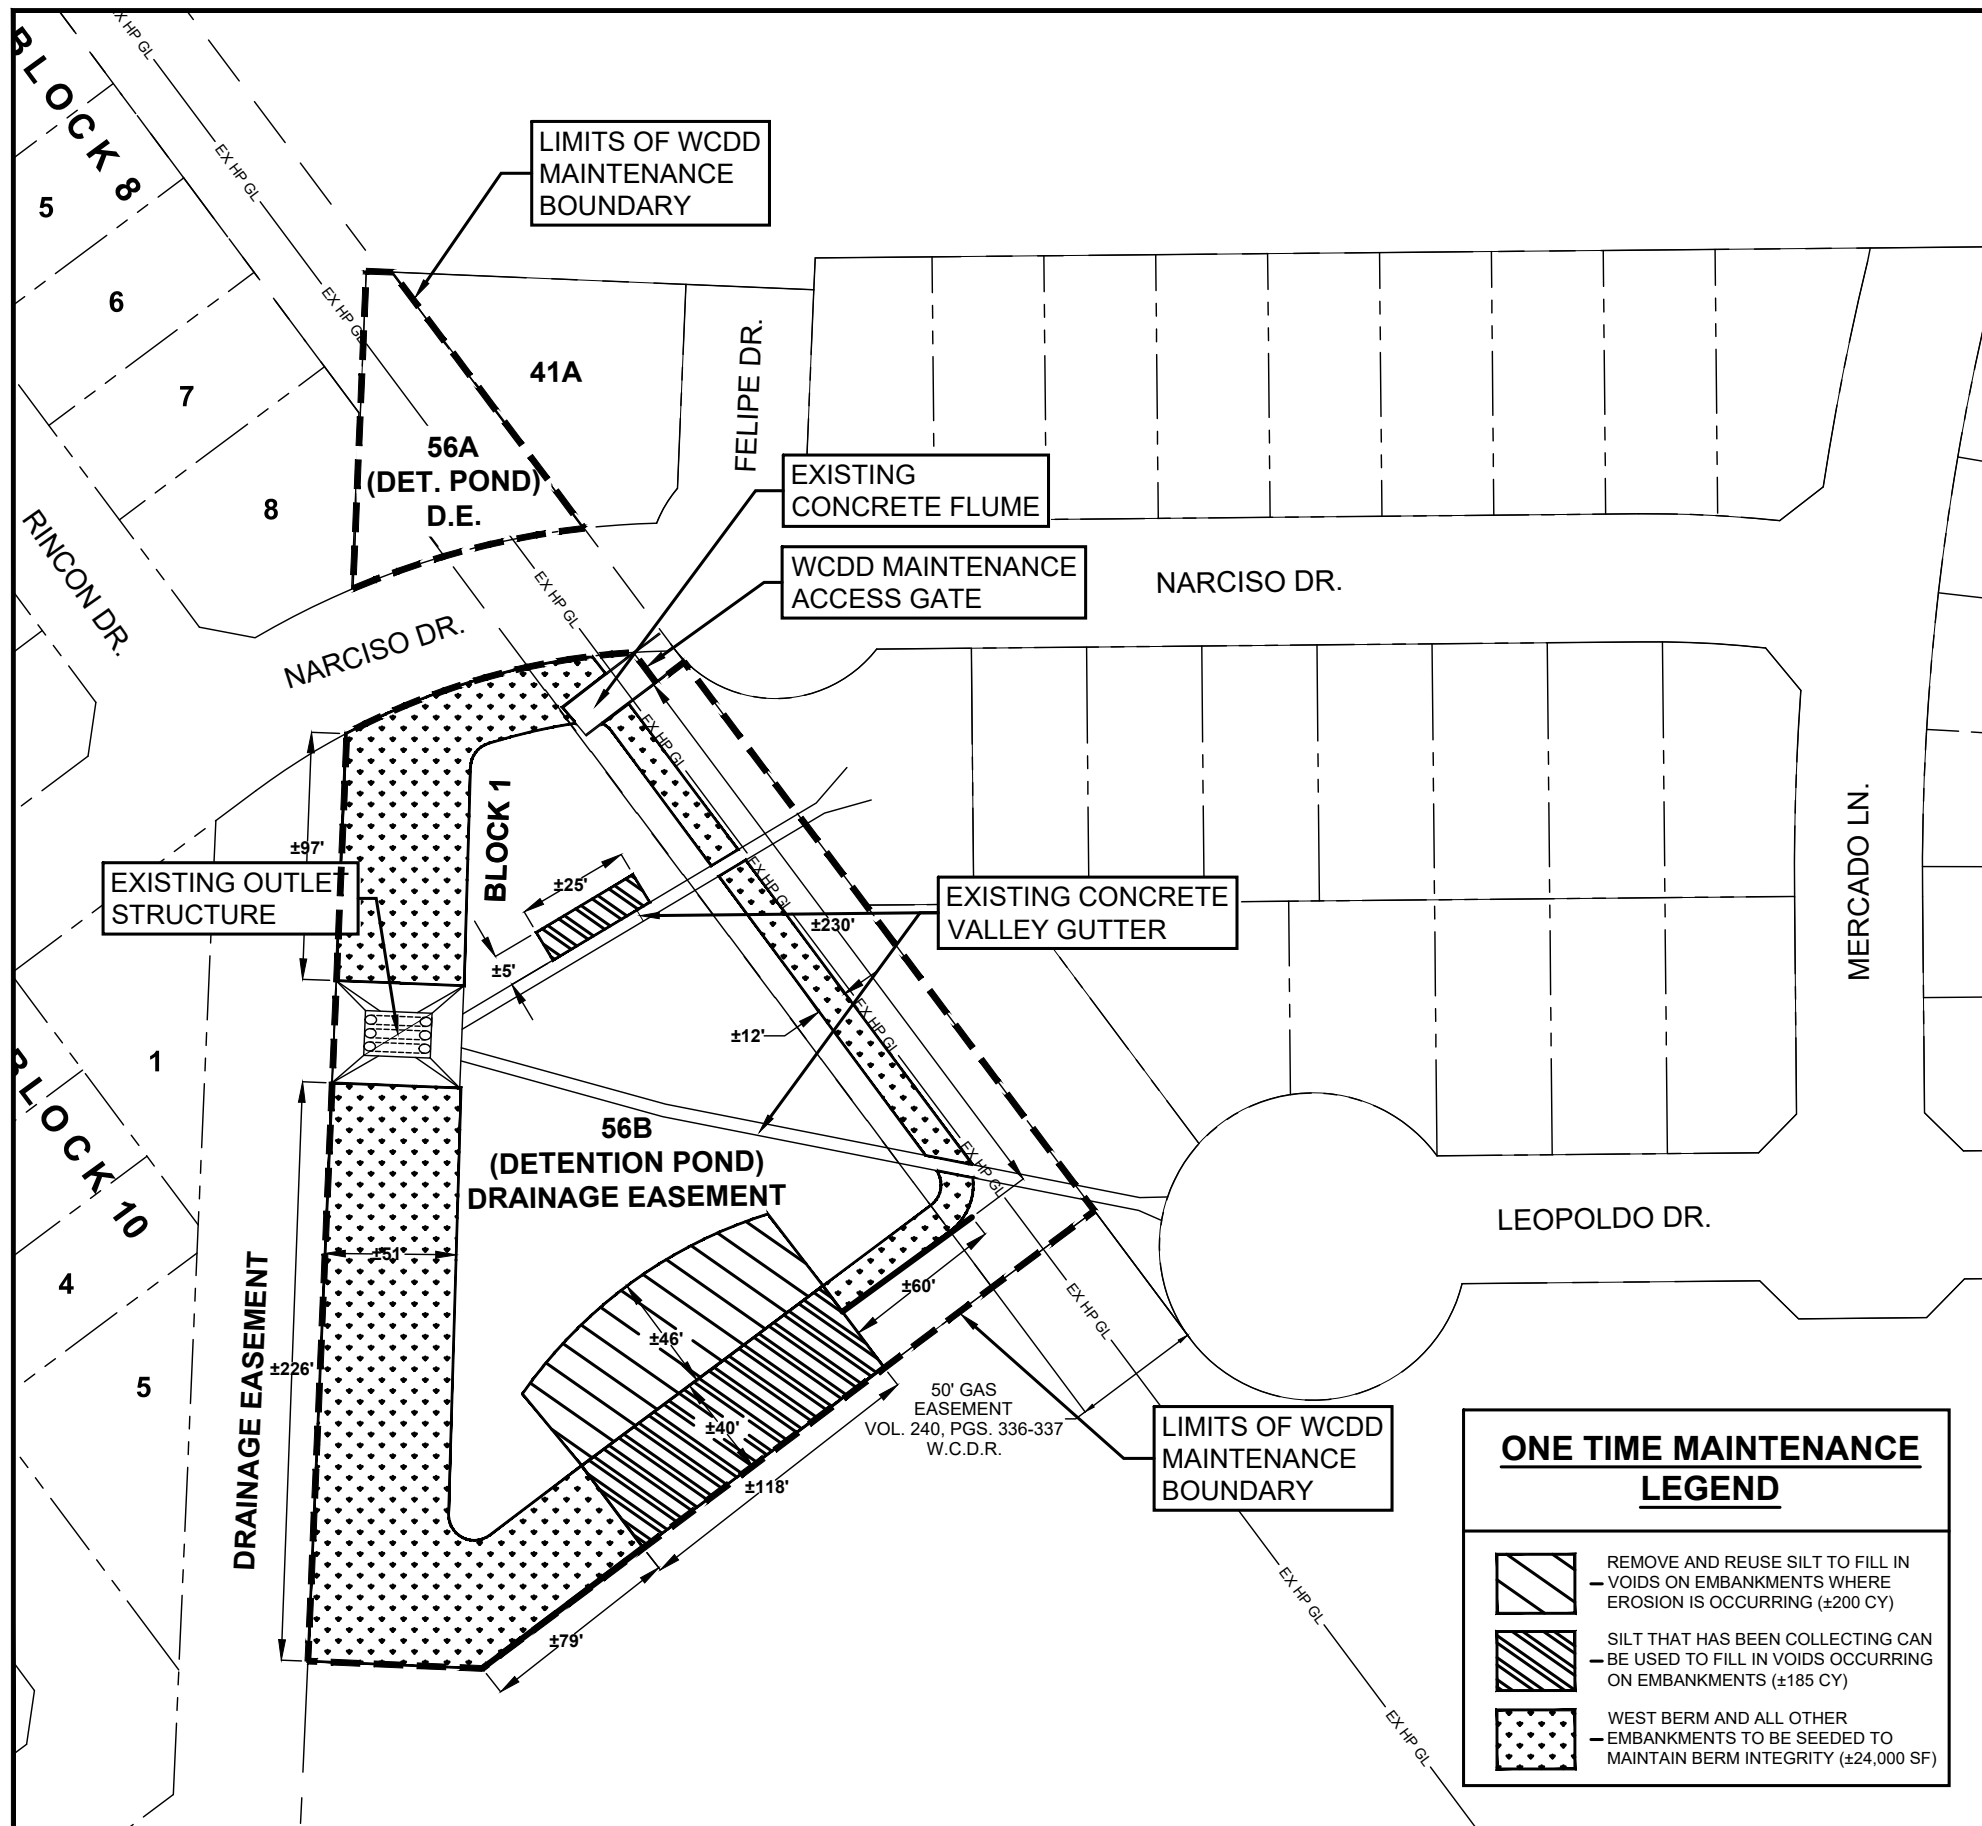 EX HP GL
BLOCK 8
EX HP GL
LIMITS OF WCDD
MAINTENANCE
BOUNDARY
5
6
EX HP GL
7
41A
FELIPE DR.
56A
(DET. POND)
D.E.
8
RINCON DR.
EXISTING
CONCRETE FLUME
WCDD MAINTENANCE
ACCESS GATE
NARCISO DR.
EX HP GL
NARCISO DR.
EX HP GL
BLOCK 1
±97'
EXISTING OUTLET
STRUCTURE
±25'
EX HP GL
EXISTING CONCRETE
VALLEY GUTTER
±230'
MERCADO LN.
±5'
EX HP GL
±12'
1
BLOCK 10
56B
(DETENTION POND)
DRAINAGE EASEMENT
EX HP GL
LEOPOLDO DR.
±51'
4
±60'
EX HP GL
DRAINAGE EASEMENT
±226'
5
±46'
±40'
50' GAS
EASEMENT
VOL. 240, PGS. 336-337
W.C.D.R.
±118'
LIMITS OF WCDD
MAINTENANCE
BOUNDARY
±79'
EX HP GL
EX HP GL
ONE TIME MAINTENANCE
LEGEND
REMOVE AND REUSE SILT TO FILL IN
VOIDS ON EMBANKMENTS WHERE
EROSION IS OCCURRING (±200 CY)
SILT THAT HAS BEEN COLLECTING CAN
BE USED TO FILL IN VOIDS OCCURRING
ON EMBANKMENTS (±185 CY)
WEST BERM AND ALL OTHER
EMBANKMENTS TO BE SEEDED TO
MAINTAIN BERM INTEGRITY (±24,000 SF)